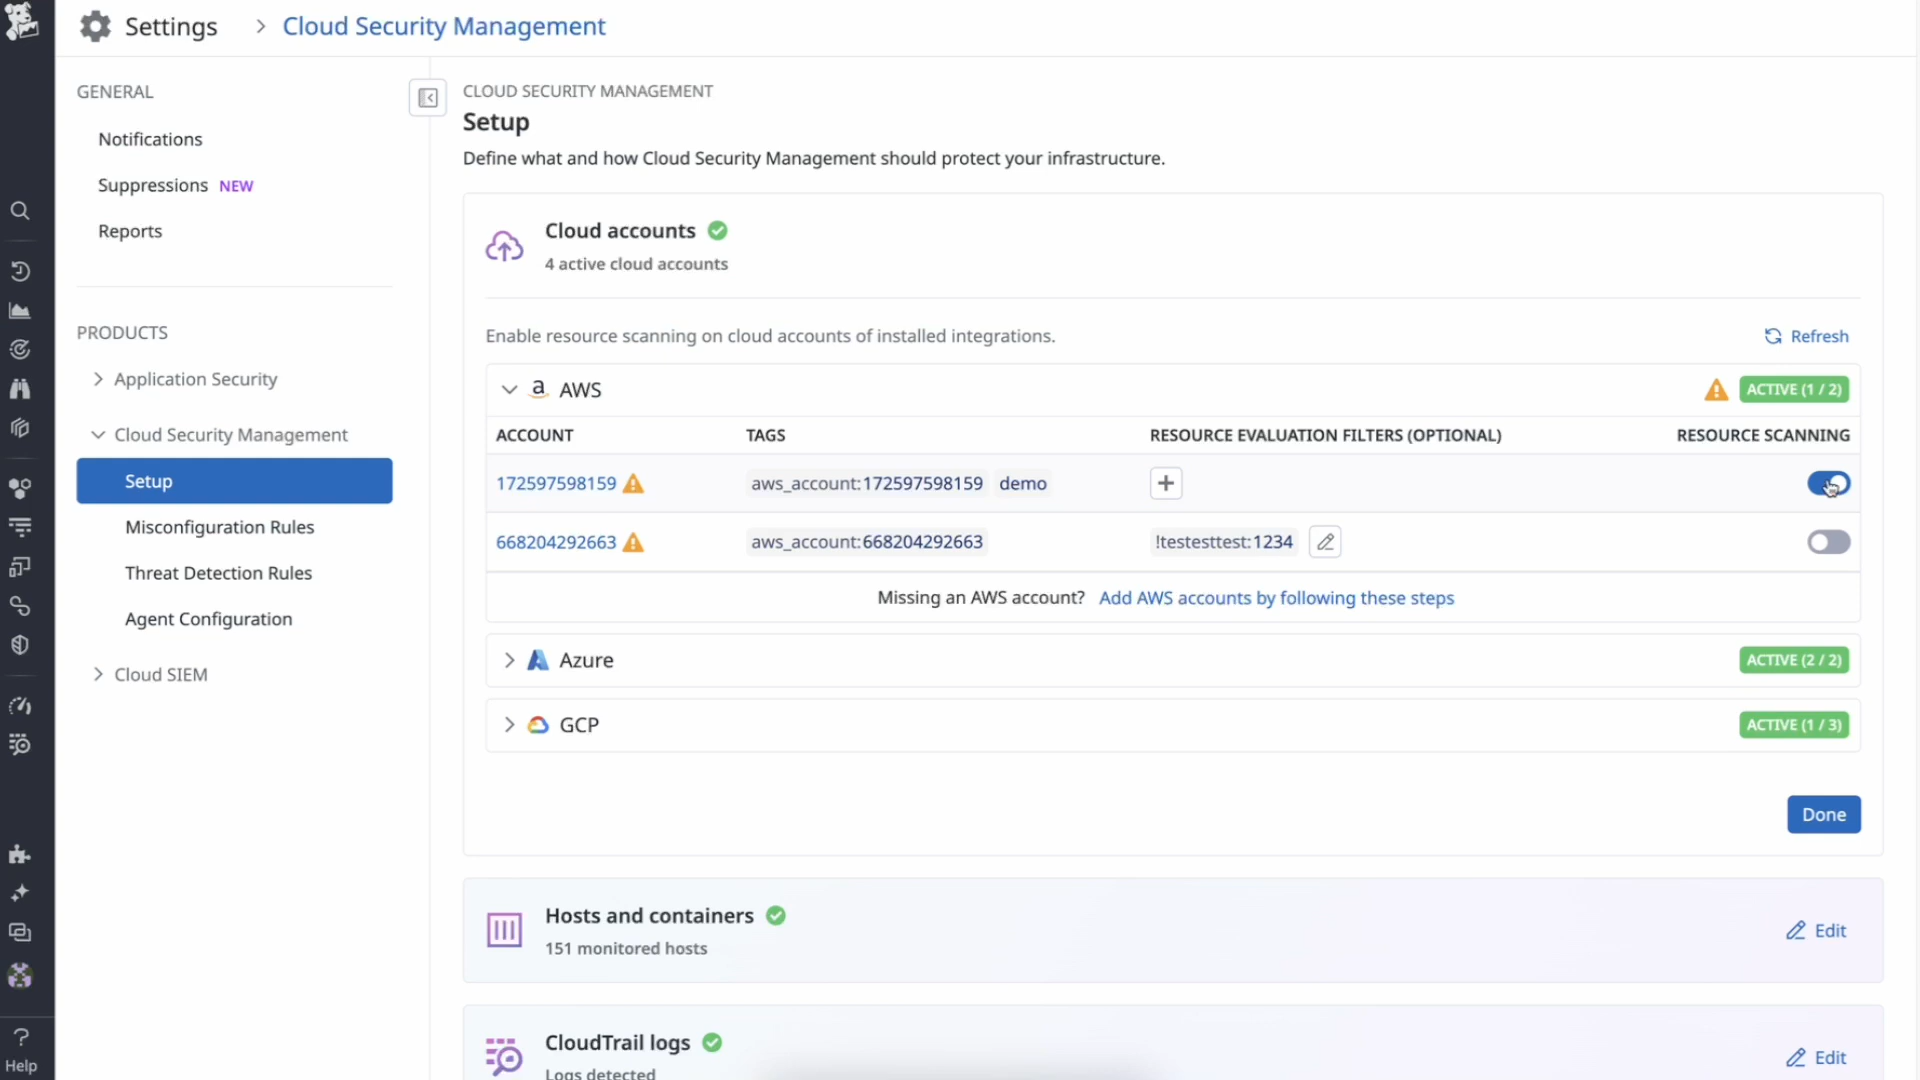 Settings > Cloud Security Management
GENERAL
Notifications
Suppressions NEW
Reports
PRODUCTS
Application Security
Cloud Security Management
Setup
Misconfiguration Rules
Threat Detection Rules
Agent Configuration
Cloud SIEM
Help
CLOUD SECURITY MANAGEMENT
Setup
Define what and how Cloud Security Management should protect your infrastructure.
Cloud accounts
4 active cloud accounts
Enable resource scanning on cloud accounts of installed integrations.
Refresh
AWS ACTIVE (1 / 2)
ACCOUNT TAGS RESOURCE EVALUATION FILTERS (OPTIONAL) RESOURCE SCANNING
172597598159 aws_account:172597598159 demo
668204292663 aws_account:668204292663 !testesttest:1234
Missing an AWS account? Add AWS accounts by following these steps
Azure ACTIVE (2 / 2)
GCP ACTIVE (1 / 3)
Done
Hosts and containers
151 monitored hosts
Edit
CloudTrail logs
Logs detected
Edit